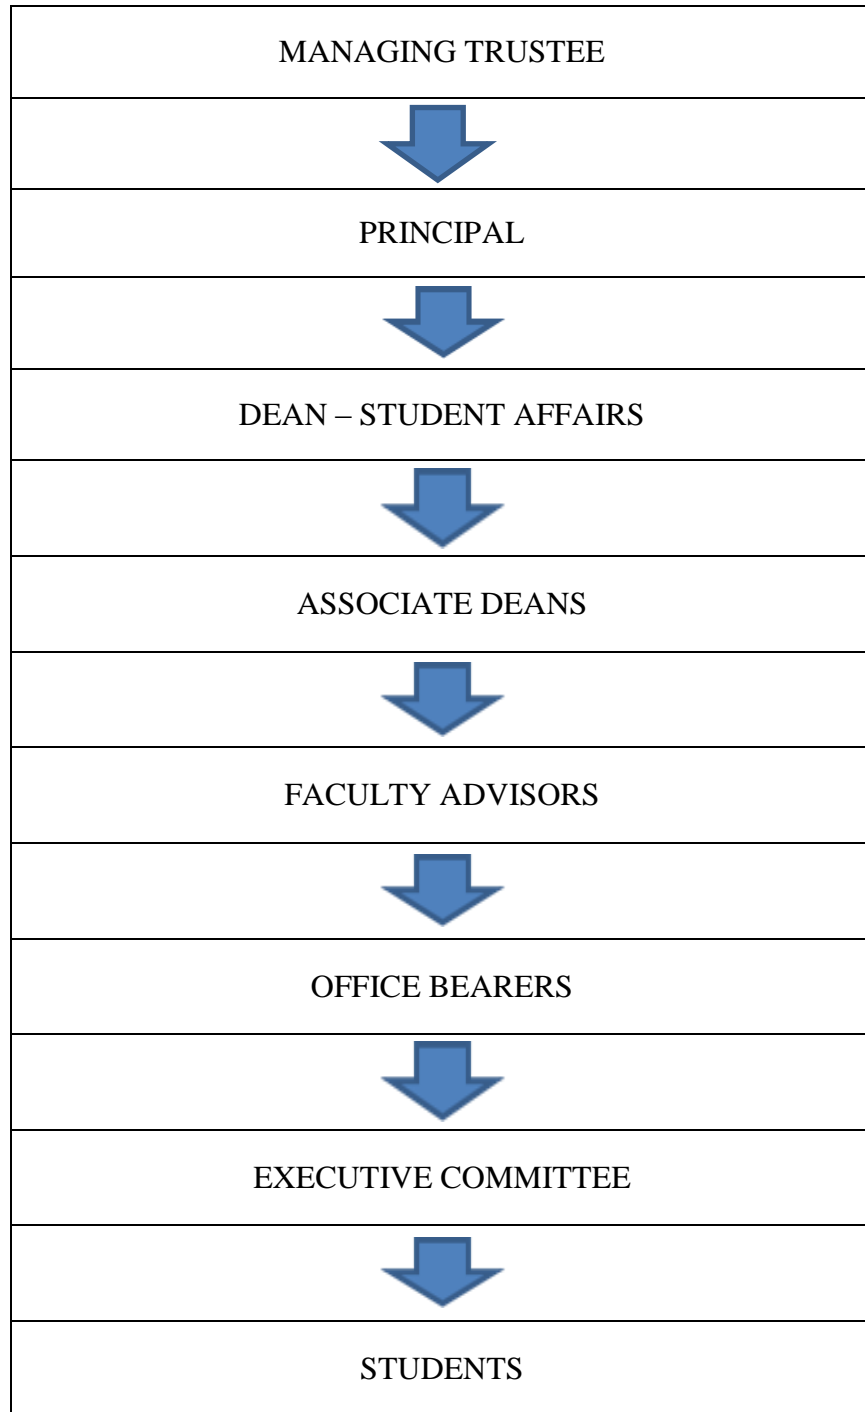 MANAGING TRUSTEE
PRINCIPAL
DEAN – STUDENT AFFAIRS
ASSOCIATE DEANS
FACULTY ADVISORS
OFFICE BEARERS
EXECUTIVE COMMITTEE
STUDENTS